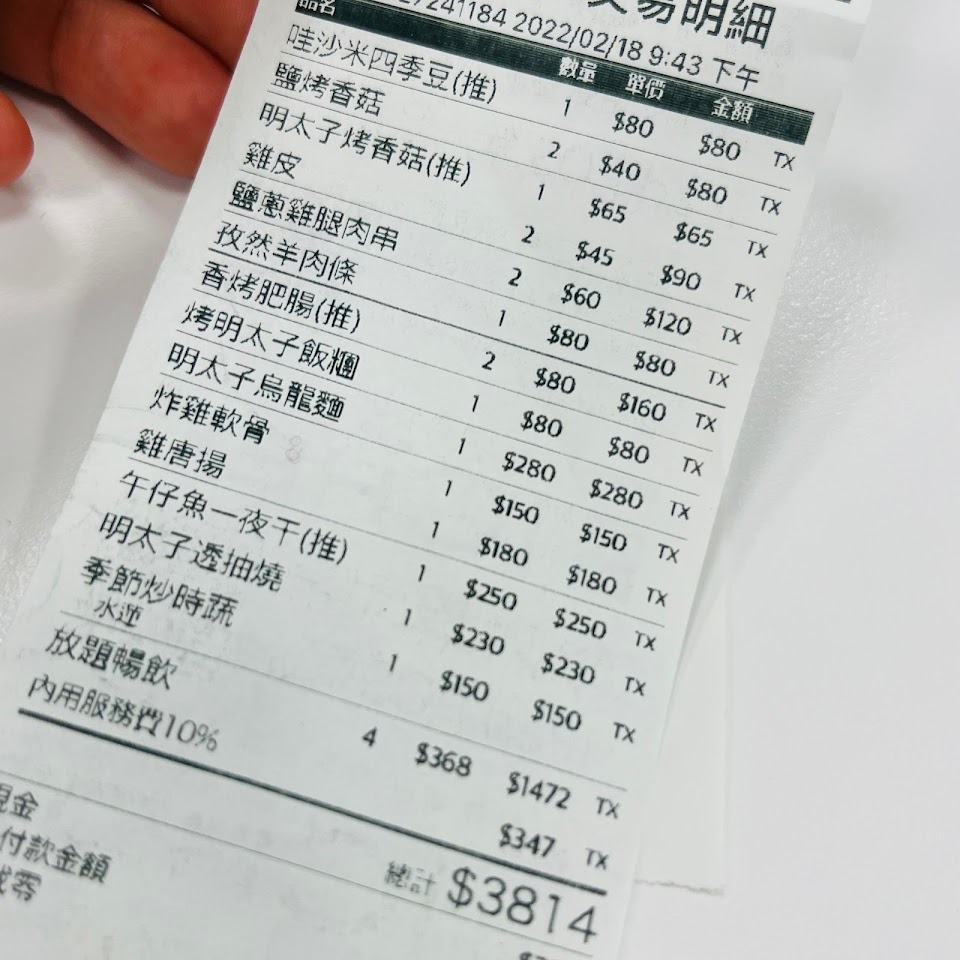 交易明細
27241184 2022/02/18 9:43 下午
品名 數量 單價 金額
哇沙米四季豆(推) 1 $80 $80 TX
鹽烤香菇 2 $40 $80 TX
明太子烤香菇(推) 1 $65 $65 TX
雞皮 2 $45 $90 TX
鹽蔥雞腿肉串 2 $60 $120 TX
孜然羊肉條 1 $80 $80 TX
香烤肥腸(推) 2 $80 $160 TX
烤明太子飯糰 1 $80 $80 TX
明太子烏龍麵 1 $280 $280 TX
炸雞軟骨 1 $150 $150 TX
雞唐揚 1 $180 $180 TX
午仔魚一夜干(推) 1 $250 $250 TX
明太子透抽燒 1 $230 $230 TX
季節炒時蔬 1 $150 $150 TX
水蓮
放題暢飲 4 $368 $1472 TX
內用服務費10% $347 TX
總計 $3814
現金
付款金額
找零